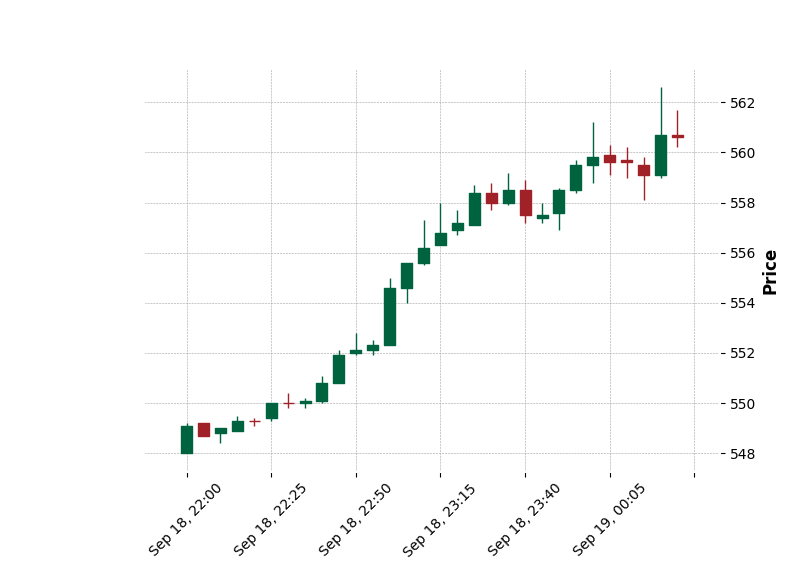 562
560
558
556
554
552
550
548
Price
Sep 18, 22:00
Sep 18, 22:25
Sep 18, 22:50
Sep 18, 23:15
Sep 18, 23:40
Sep 19, 00:05